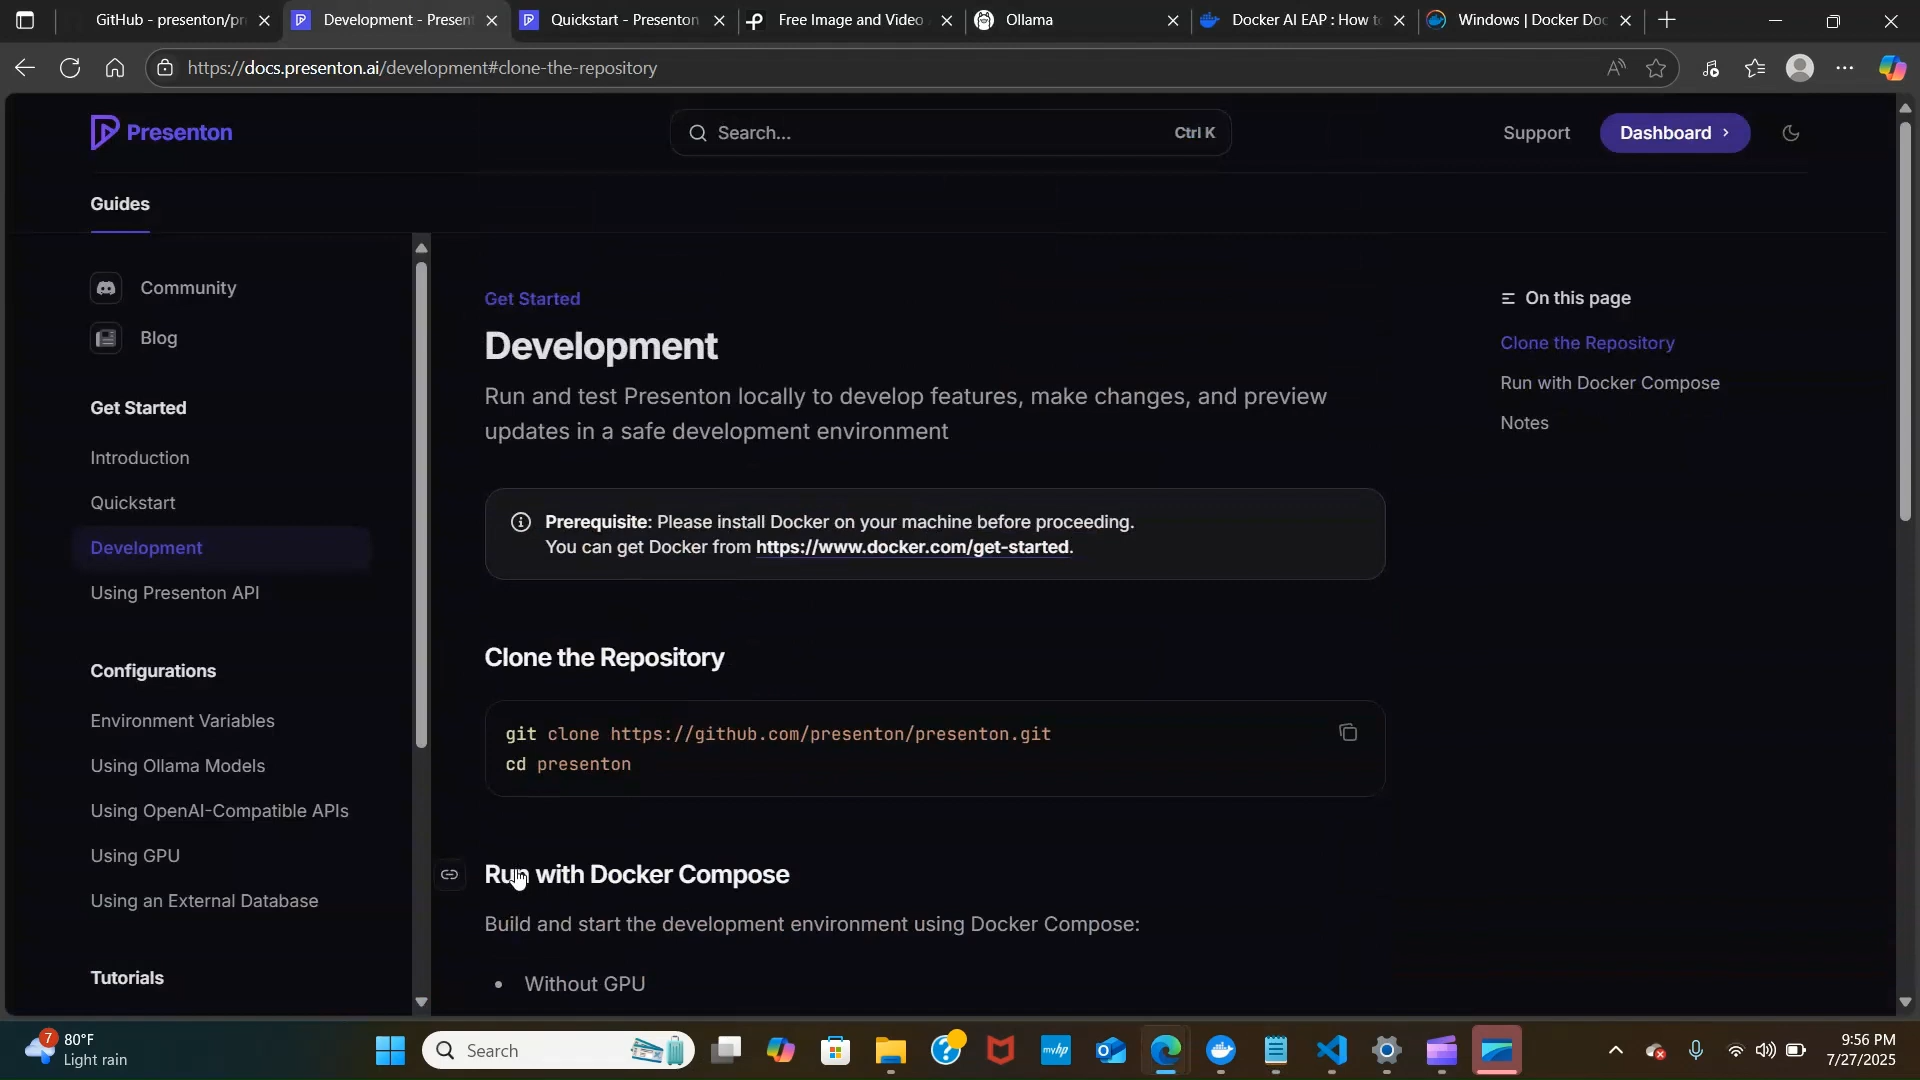 GitHub - presenton/pr
Development - Present
Quickstart - Presenton
Free Image and Video
Ollama
Docker AI EAP : How to
Windows | Docker Doc
https://docs.presenton.ai/development#clone-the-repository
Presenton
Search...
Ctrl K
Support
Dashboard
Guides
Community
Blog
Get Started
Introduction
Quickstart
Development
Using Presenton API
Configurations
Environment Variables
Using Ollama Models
Using OpenAI-Compatible APIs
Using GPU
Using an External Database
Tutorials
Get Started
Development
Run and test Presenton locally to develop features, make changes, and preview
updates in a safe development environment
Prerequisite: Please install Docker on your machine before proceeding.
You can get Docker from https://www.docker.com/get-started.
Clone the Repository
git clone https://github.com/presenton/presenton.git
cd presenton
Run with Docker Compose
Build and start the development environment using Docker Compose:
• Without GPU
On this page
Clone the Repository
Run with Docker Compose
Notes
7
80°F
Light rain
Search
myhp
9:56 PM
7/27/2025